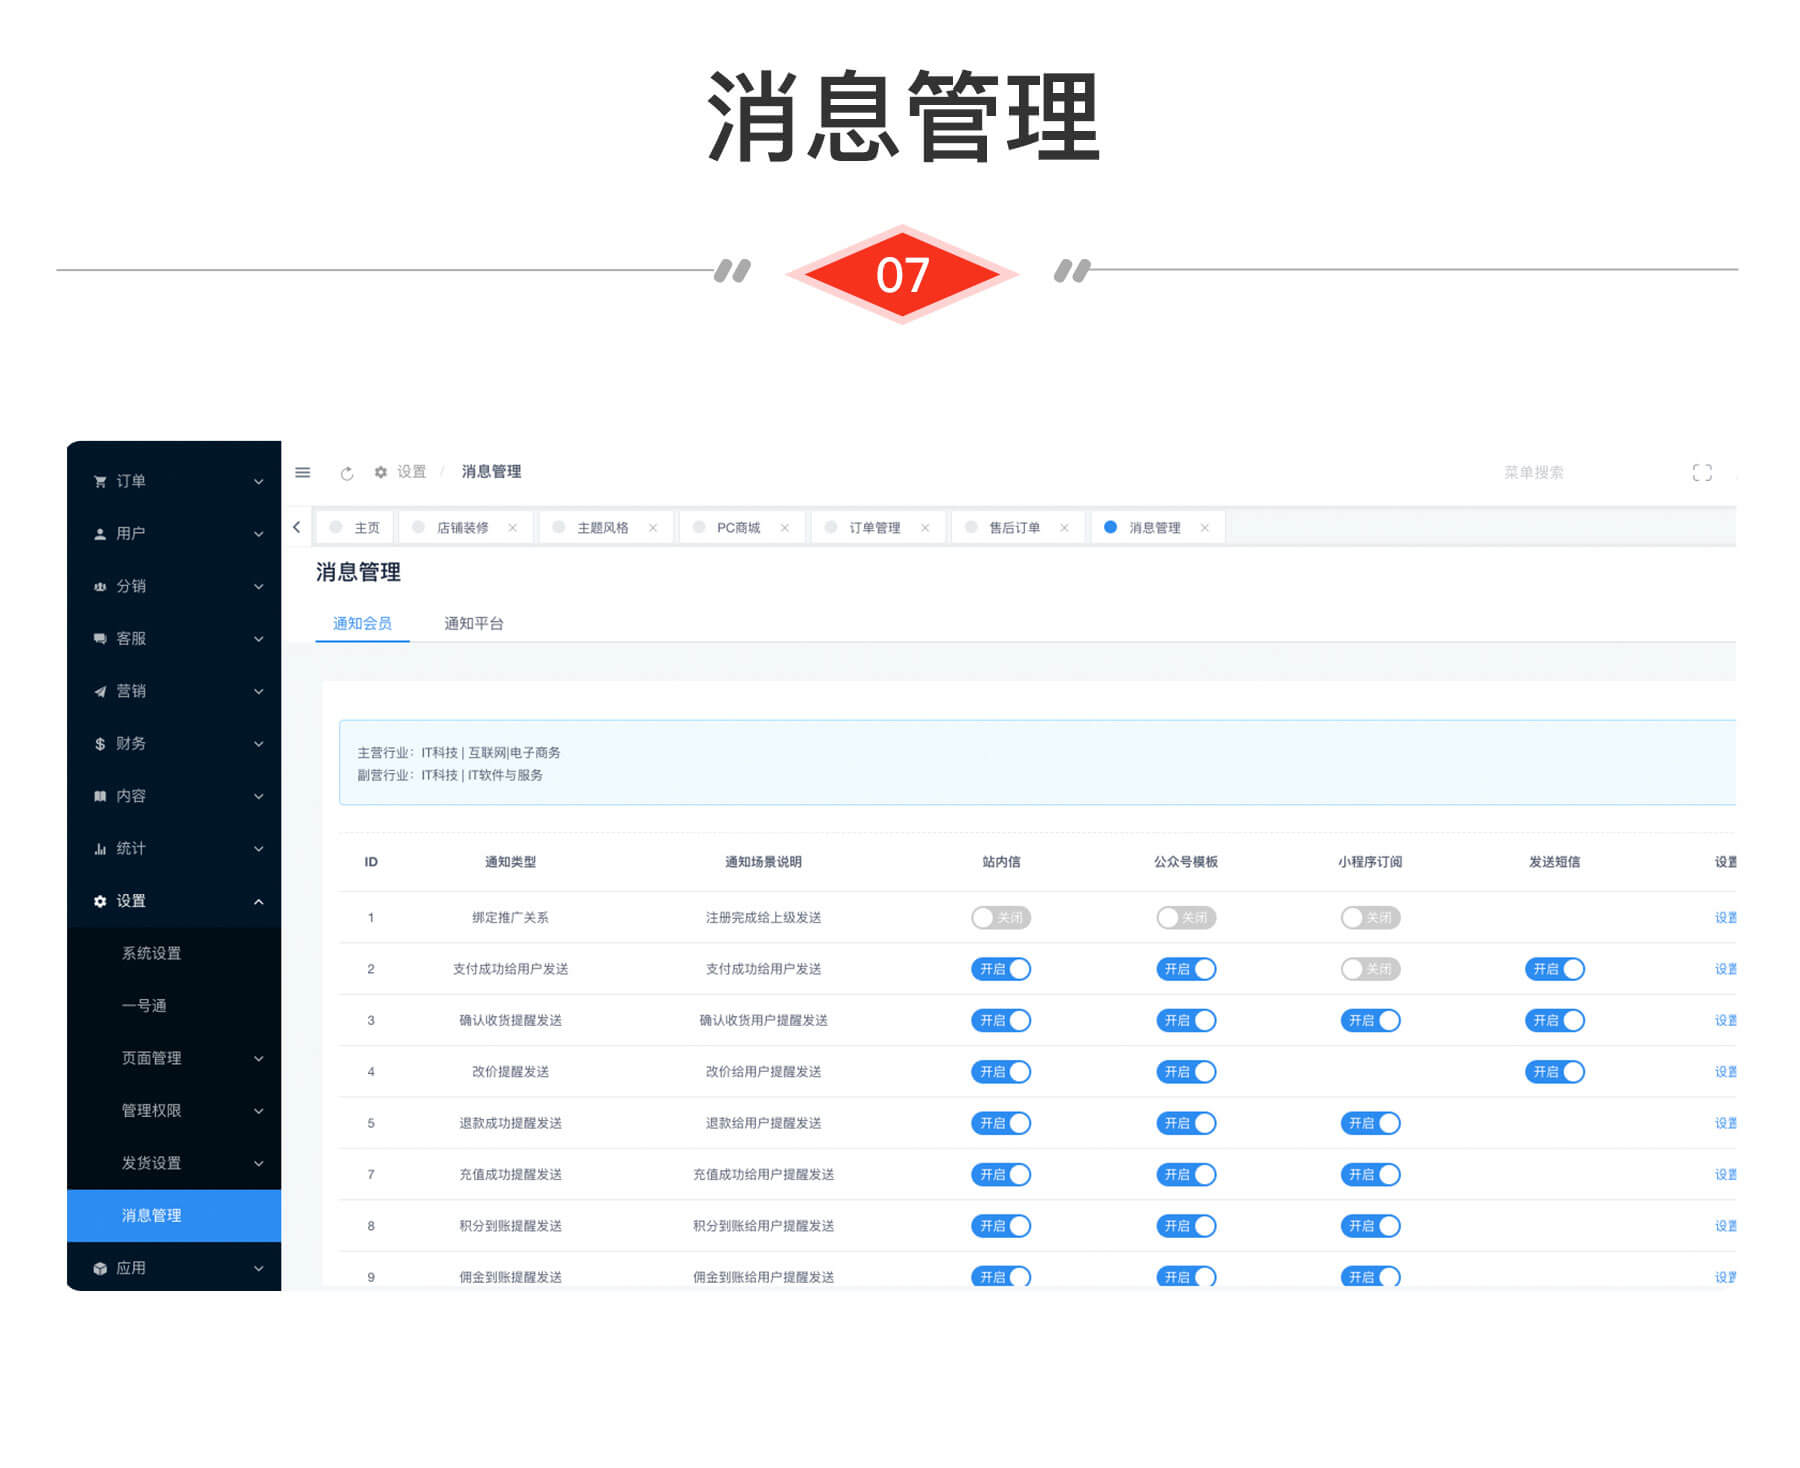 消息管理
07
订单
用户
分销
客服
营销
财务
内容
统计
设置
系统设置
一号通
页面管理
管理权限
发货设置
消息管理
应用
设置 / 消息管理
菜单搜索
主页 店铺装修 × 主题风格 × PC商城 × 订单管理 × 售后订单 × 消息管理 ×
消息管理
通知会员 通知平台
主营行业：IT科技 | 互联网|电子商务
副营行业：IT科技 | IT软件与服务
ID 通知类型 通知场景说明 站内信 公众号模板 小程序订阅 发送短信 设置
1 绑定推广关系 注册完成给上级发送 关闭 关闭 关闭 设置
2 支付成功给用户发送 支付成功给用户发送 开启 开启 关闭 开启 设置
3 确认收货提醒发送 确认收货用户提醒发送 开启 开启 开启 开启 设置
4 改价提醒发送 改价给用户提醒发送 开启 开启 开启 设置
5 退款成功提醒发送 退款给用户提醒发送 开启 开启 开启 设置
7 充值成功提醒发送 充值成功给用户提醒发送 开启 开启 开启 设置
8 积分到账提醒发送 积分到账给用户提醒发送 开启 开启 开启 设置
9 佣金到账提醒发送 佣金到账给用户提醒发送 开启 开启 开启 设置